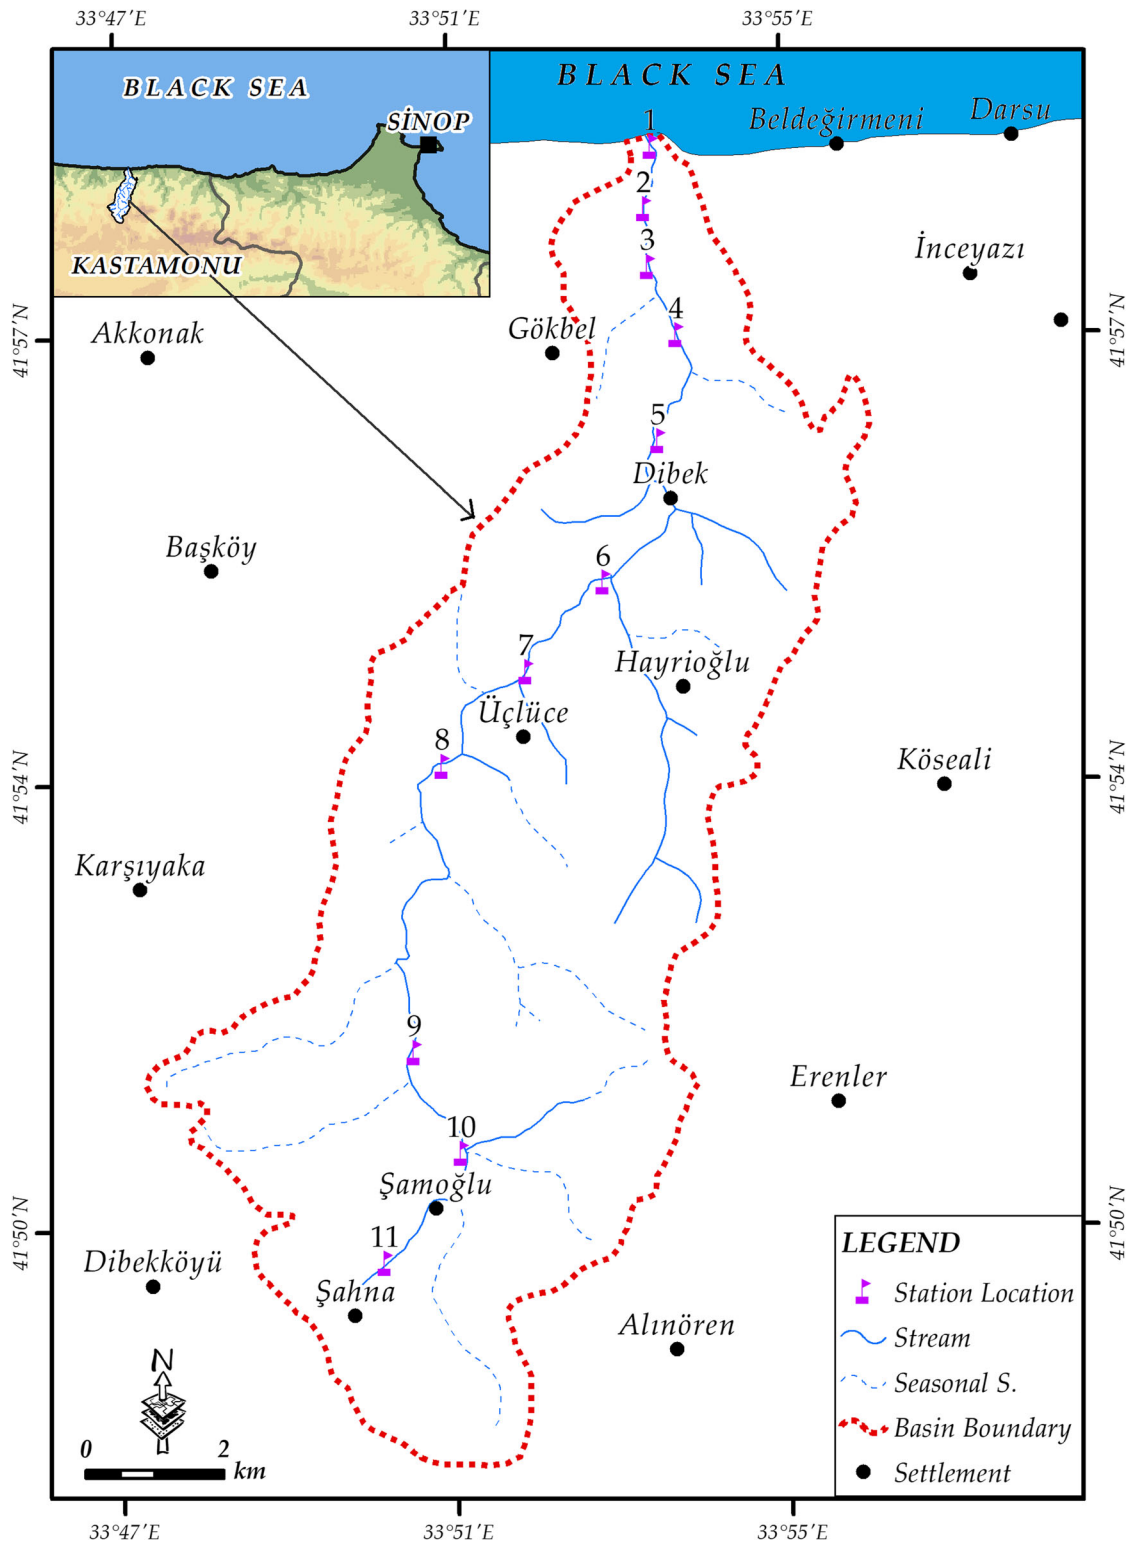 33°47'E
33°51'E
33°55'E
BLACK SEA
BLACK SEA
SİNOP
KASTAMONU
1
Beldeğirmeni
Darsu
2
3
İnceyazı
4
Akkonak
Gökbel
41°57'N
41°57'N
5
Dibek
Başköy
6
7
Hayrioğlu
Üçlüce
8
Köseali
41°54'N
41°54'N
Karşıyaka
9
Erenler
10
Şamoğlu
11
41°50'N
41°50'N
Dibekköyü
Şahna
Alınören
LEGEND
Station Location
Stream
Seasonal S.
Basin Boundary
Settlement
N
0 2
km
33°47'E
33°51'E
33°55'E